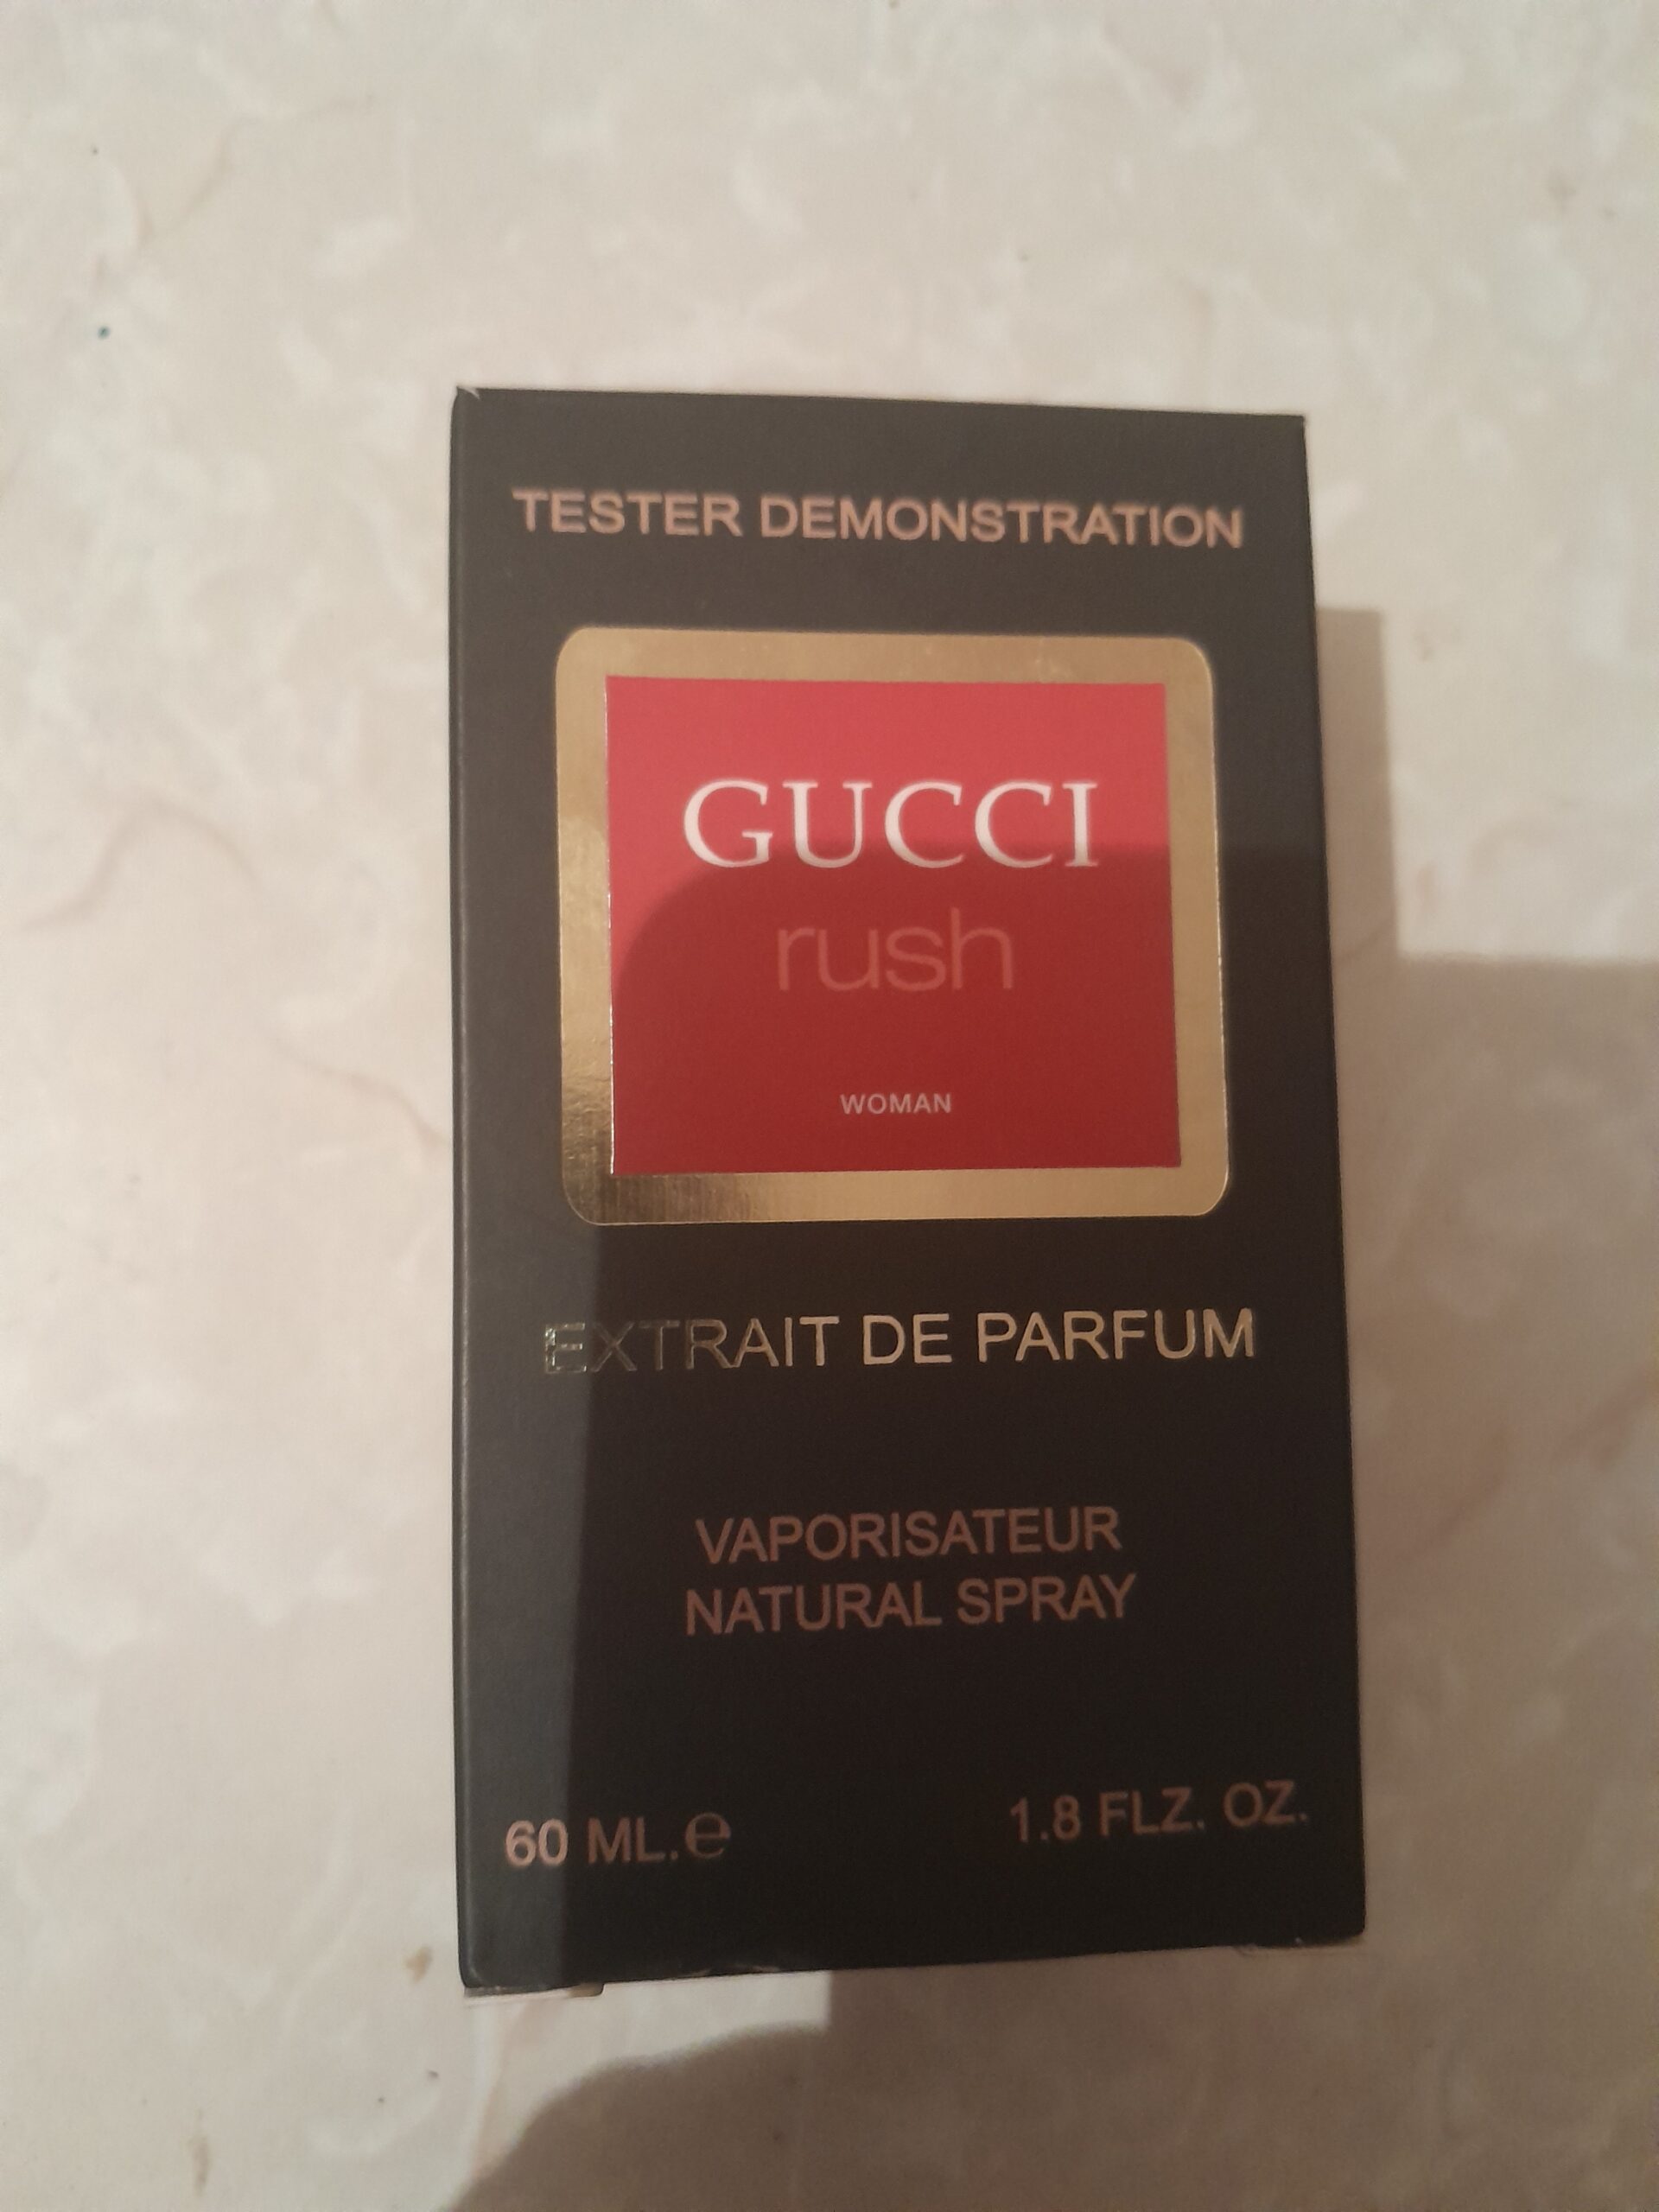 TESTER DEMONSTRATION
GUCCI
rush
WOMAN
EXTRAIT DE PARFUM
VAPORISATEUR
NATURAL SPRAY
60 ML.e 1.8 FLZ. OZ.